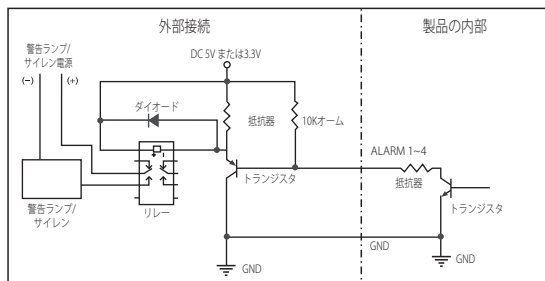 外部接続
製品の内部
警告ランプ/
サイレン電源
(−)
(+)
DC 5V または3.3V
ダイオード
抵抗器
10Kオーム
ALARM 1~4
抵抗器
トランジスタ
トランジスタ
リレー
警告ランプ/
サイレン
GND
GND
GND